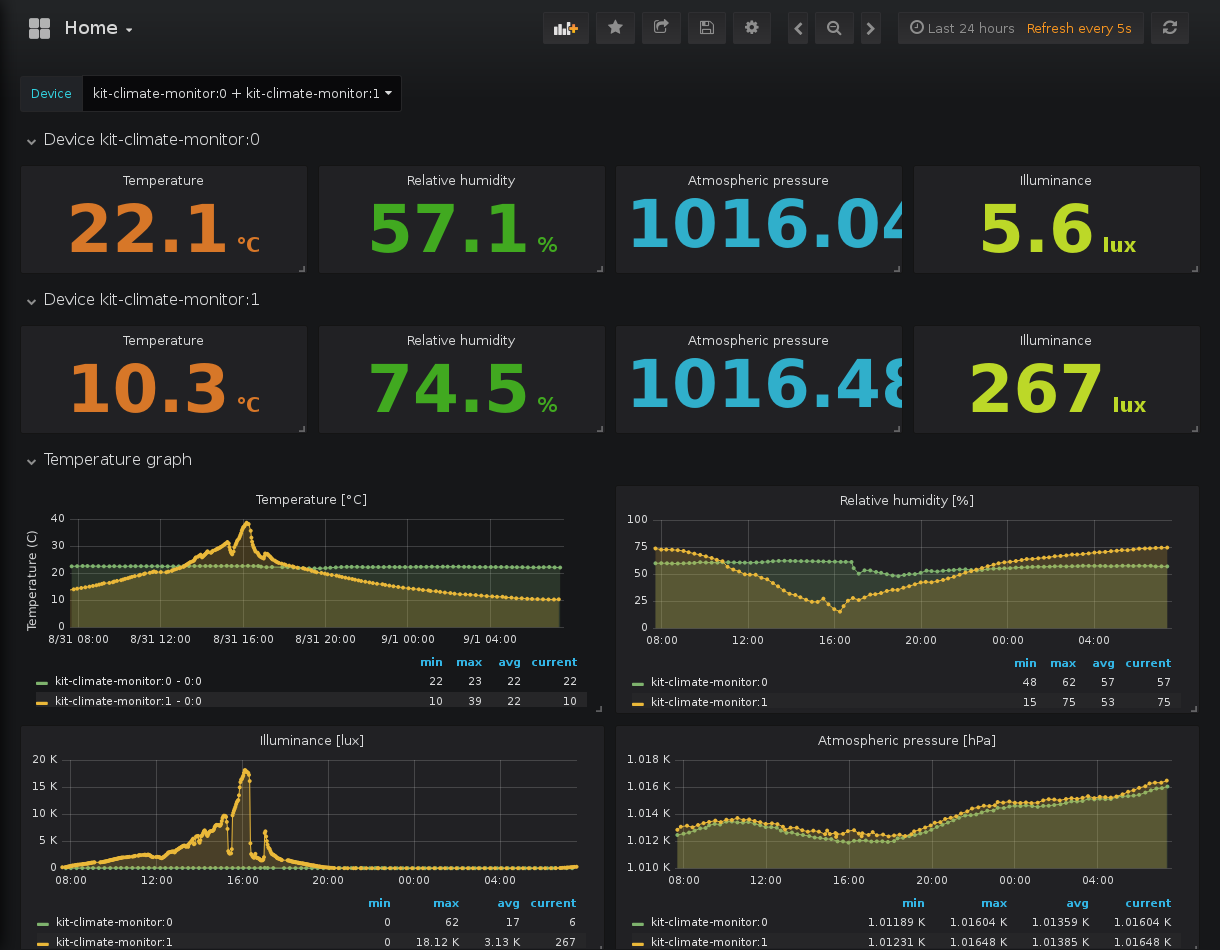 Home
Last 24 hours Refresh every 5s
Device kit-climate-monitor:0 + kit-climate-monitor:1
Device kit-climate-monitor:0
Temperature Relative humidity Atmospheric pressure Illuminance
22.1 °C 57.1 % 1016.04 5.6 lux
Device kit-climate-monitor:1
Temperature Relative humidity Atmospheric pressure Illuminance
10.3 °C 74.5 % 1016.48 267 lux
Temperature graph
Temperature [°C]
Temperature (C)
40
30
20
10
0
8/31 08:00 8/31 12:00 8/31 16:00 8/31 20:00 9/1 00:00 9/1 04:00
min max avg current
kit-climate-monitor:0 - 0:0 22 23 22 22
kit-climate-monitor:1 - 0:0 10 39 22 10
Relative humidity [%]
100
75
50
25
0
08:00 12:00 16:00 20:00 00:00 04:00
min max avg current
kit-climate-monitor:0 48 62 57 57
kit-climate-monitor:1 15 75 53 75
Illuminance [lux]
20 K
15 K
10 K
5 K
0
08:00 12:00 16:00 20:00 00:00 04:00
min max avg current
kit-climate-monitor:0 0 62 17 6
kit-climate-monitor:1 0 18.12 K 3.13 K 267
Atmospheric pressure [hPa]
1.018 K
1.016 K
1.014 K
1.012 K
1.010 K
08:00 12:00 16:00 20:00 00:00 04:00
min max avg current
kit-climate-monitor:0 1.01189 K 1.01604 K 1.01359 K 1.01604 K
kit-climate-monitor:1 1.01231 K 1.01648 K 1.01385 K 1.01648 K